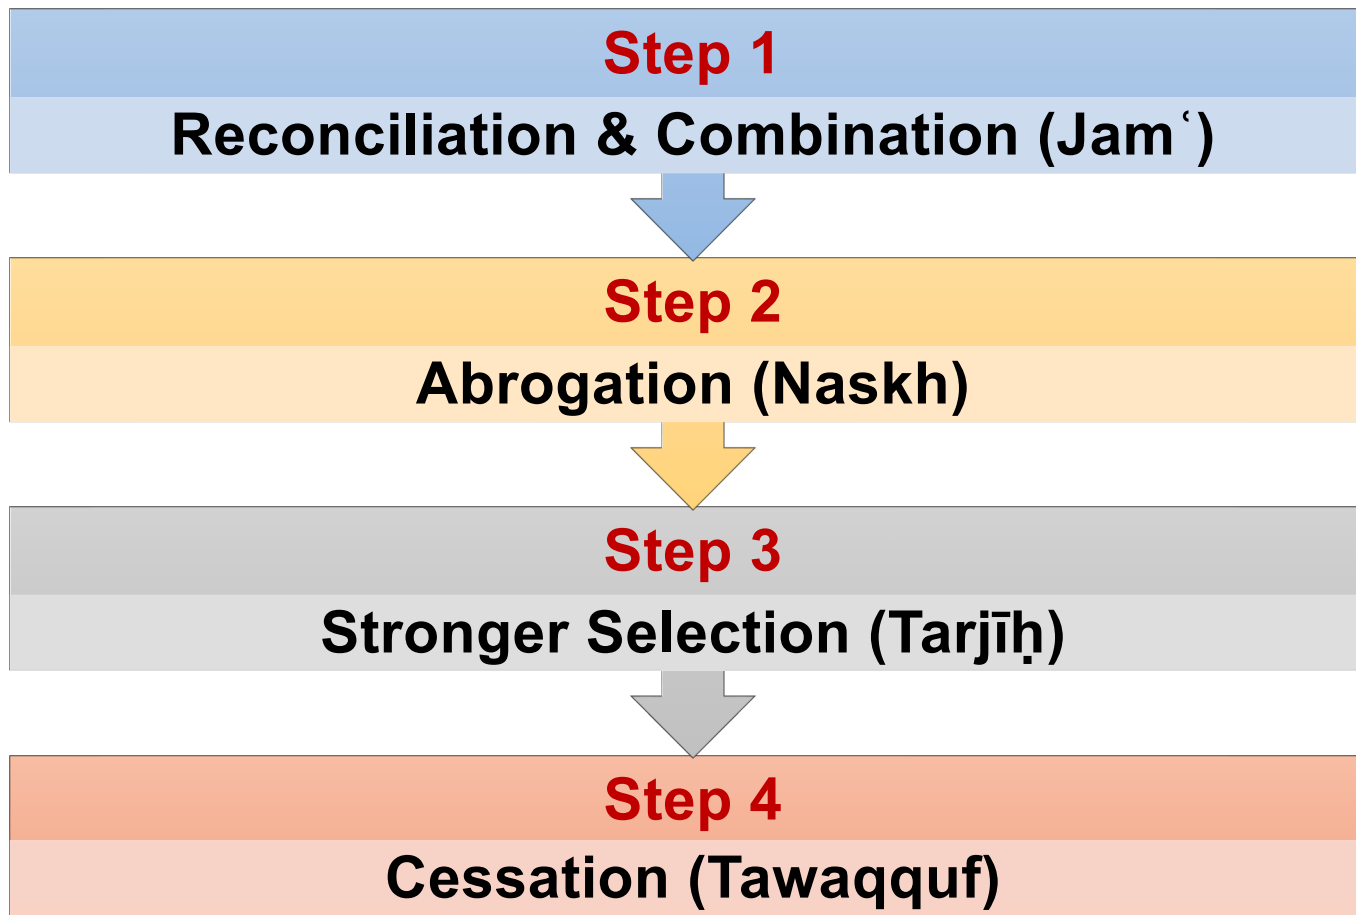 Step 1
Reconciliation & Combination (Jamʿ)
Step 2
Abrogation (Naskh)
Step 3
Stronger Selection (Tarjīḥ)
Step 4
Cessation (Tawaqquf)